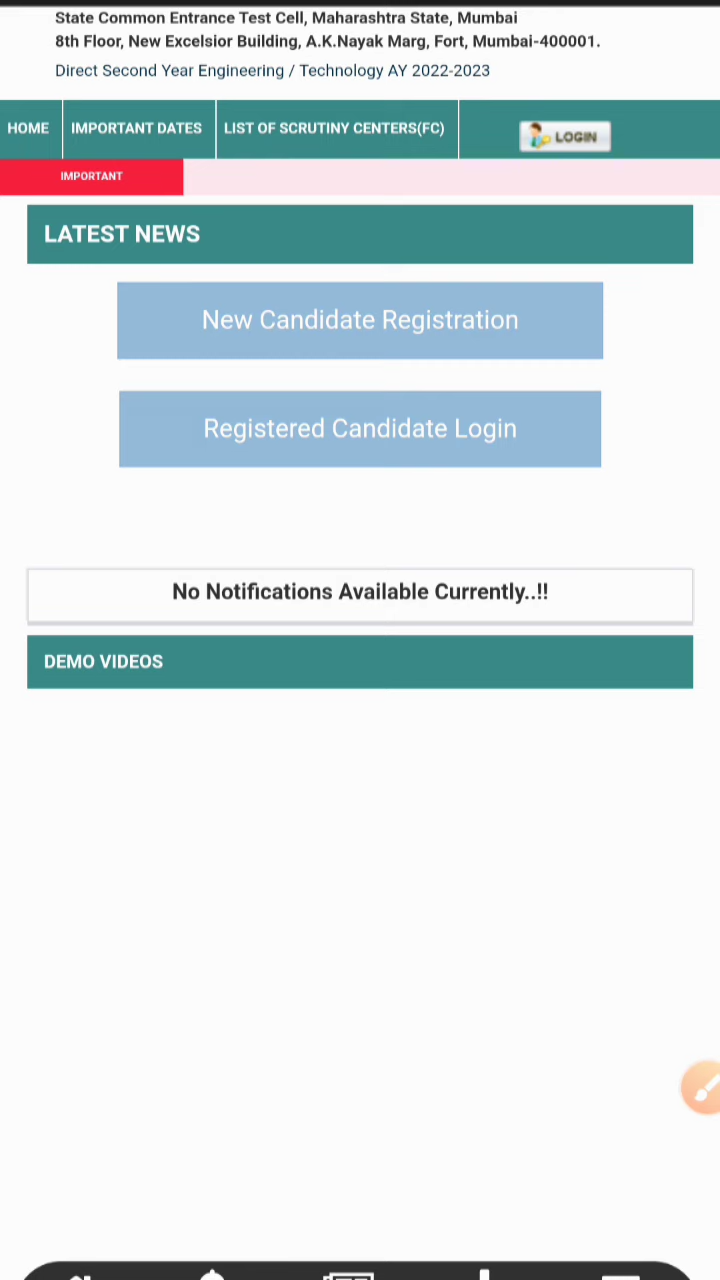 State Common Entrance Test Cell, Maharashtra State, Mumbai
8th Floor, New Excelsior Building, A.K.Nayak Marg, Fort, Mumbai-400001.
Direct Second Year Engineering / Technology AY 2022-2023
HOME IMPORTANT DATES LIST OF SCRUTINY CENTERS(FC) LOGIN
IMPORTANT
LATEST NEWS
New Candidate Registration
Registered Candidate Login
No Notifications Available Currently..!!
DEMO VIDEOS